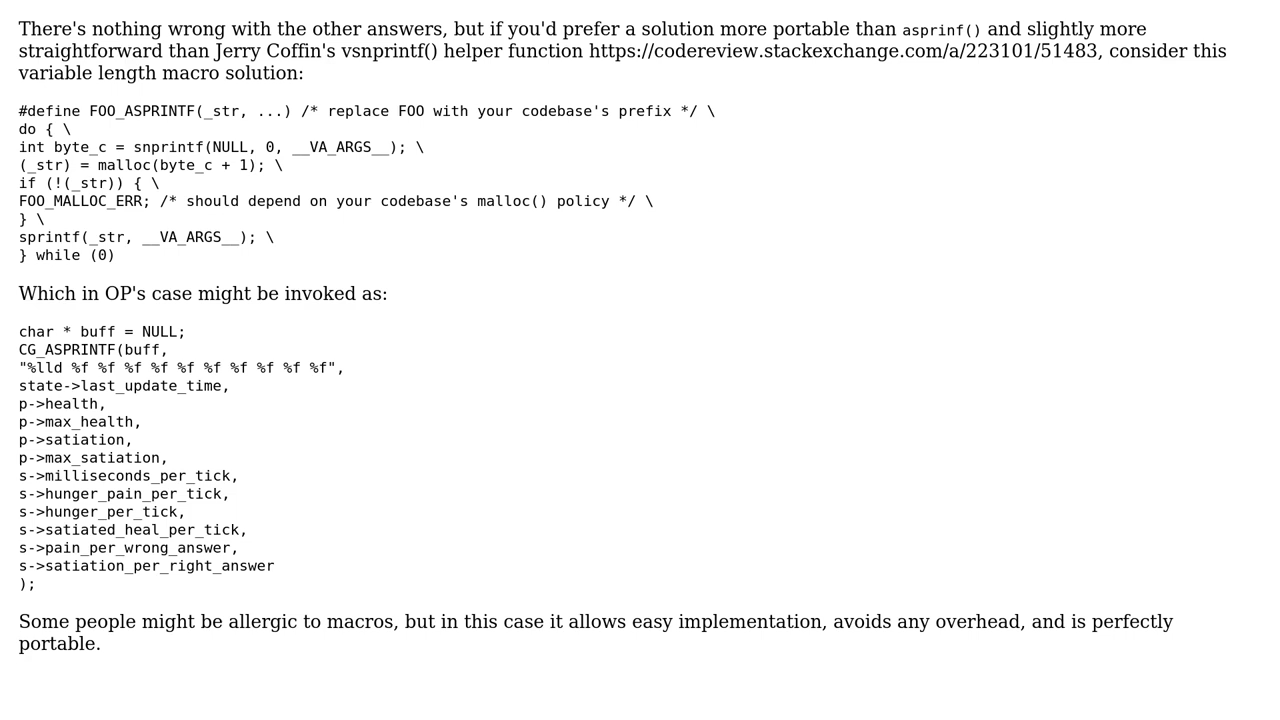 There's nothing wrong with the other answers, but if you'd prefer a solution more portable than asprinf() and slightly more
straightforward than Jerry Coffin's vsnprintf() helper function https://codereview.stackexchange.com/a/223101/51483, consider this
variable length macro solution:
#define FOO_ASPRINTF(_str, ...) /* replace FOO with your codebase's prefix */ \
do { \
int byte_c = snprintf(NULL, 0, __VA_ARGS__); \
(_str) = malloc(byte_c + 1); \
if (!(_str)) { \
FOO_MALLOC_ERR; /* should depend on your codebase's malloc() policy */ \
} \
sprintf(_str, __VA_ARGS__); \
} while (0)
Which in OP's case might be invoked as:
char * buff = NULL;
CG_ASPRINTF(buff,
"%lld %f %f %f %f %f %f %f %f %f %f",
state->last_update_time,
p->health,
p->max_health,
p->satiation,
p->max_satiation,
s->milliseconds_per_tick,
s->hunger_pain_per_tick,
s->hunger_per_tick,
s->satiated_heal_per_tick,
s->pain_per_wrong_answer,
s->satiation_per_right_answer
);
Some people might be allergic to macros, but in this case it allows easy implementation, avoids any overhead, and is perfectly
portable.